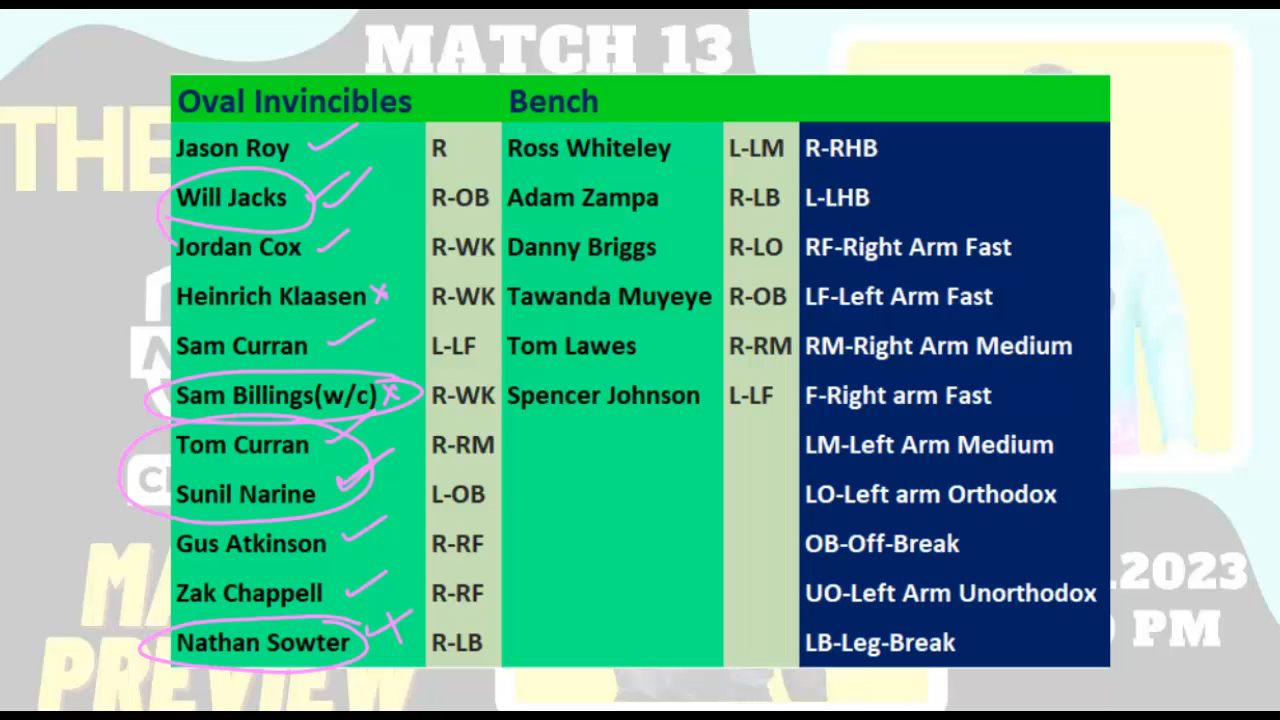 MATCH 13
THE
Oval Invincibles Bench
Jason Roy R Ross Whiteley L-LM R-RHB
Will Jacks R-OB Adam Zampa R-LB L-LHB
Jordan Cox R-WK Danny Briggs R-LO RF-Right Arm Fast
Heinrich Klaasen R-WK Tawanda Muyeye R-OB LF-Left Arm Fast
Sam Curran L-LF Tom Lawes R-RM RM-Right Arm Medium
Sam Billings(w/c) R-WK Spencer Johnson L-LF F-Right arm Fast
Tom Curran R-RM LM-Left Arm Medium
Sunil Narine L-OB LO-Left arm Orthodox
Gus Atkinson R-RF OB-Off-Break
Zak Chappell R-RF UO-Left Arm Unorthodox
.2023
Nathan Sowter R-LB LB-Leg-Break
PM
PREVIEW